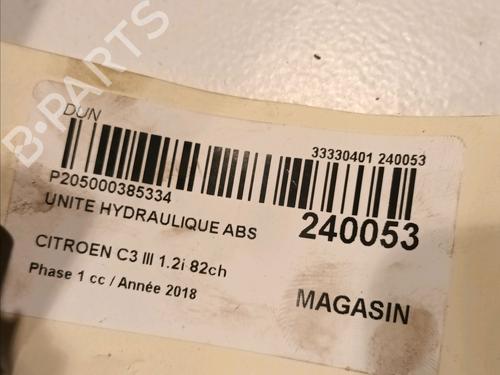 B-PARTS
DUN
33330401 240053
P205000385334
UNITE HYDRAULIQUE ABS
240053
CITROEN C3 III 1.2i 82ch
Phase 1 cc / Année 2018
MAGASIN